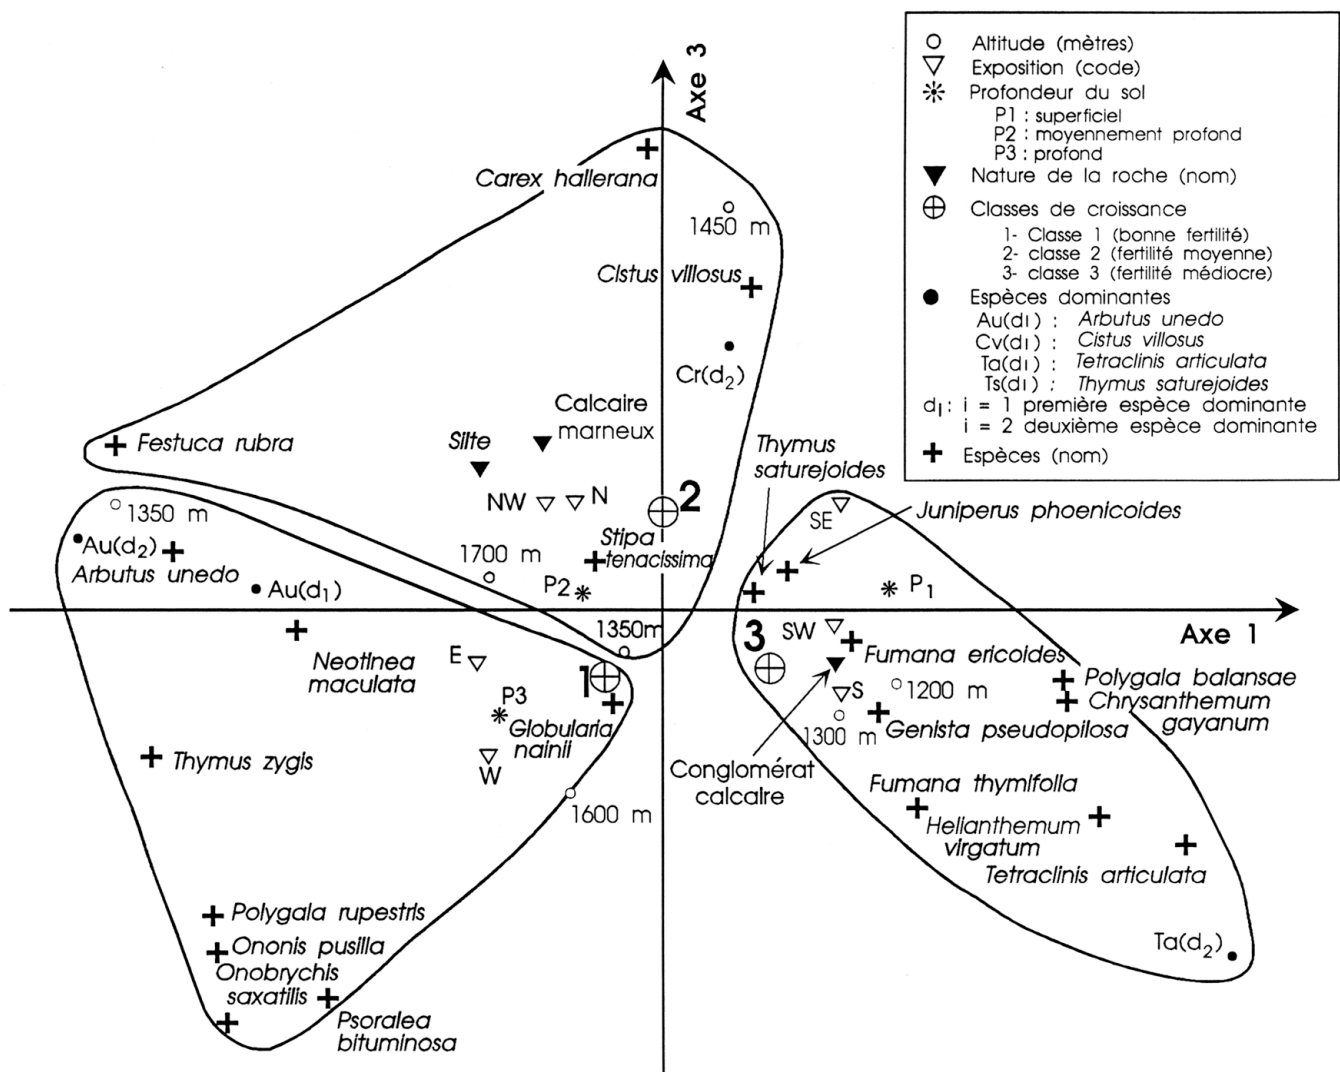 Axe 3
Altitude (mètres)
Exposition (code)
Profondeur du sol
P1 : superficiel
P2 : moyennement profond
P3 : profond
Nature de la roche (nom)
Classes de croissance
1- Classe 1 (bonne fertilité)
2- classe 2 (fertilité moyenne)
3- classe 3 (fertilité médiocre)
Espèces dominantes
Au(dı) : Arbutus unedo
Cv(dı) : Cistus villosus
Ta(dı) : Tetraclinis articulata
Ts(dı) : Thymus saturejoides
dı : i = 1 première espèce dominante
i = 2 deuxième espèce dominante
Espèces (nom)
Carex hallerana
1450 m
Cistus villosus
Cr(d2)
Calcaire
marneux
Silte
Festuca rubra
NW
N
2
Stipa
tenacissima
1700 m
P2
1350m
Thymus
saturejoides
SE
Juniperus phoenicoides
P1
Axe 1
1350 m
Au(d2)
Arbutus unedo
Au(d1)
Neotinea
maculata
E
P3
1
Globularia
nainii
W
Thymus zygis
1600 m
Polygala rupestris
Ononis pusilla
Onobrychis
saxatilis
Psoralea
bituminosa
3
SW
Fumana ericoides
S
1200 m
1300 m
Genista pseudopilosa
Polygala balansae
Chrysanthemum
gayanum
Conglomérat
calcaire
Fumana thymifolia
Helianthemum
virgatum
Tetraclinis articulata
Ta(d2)